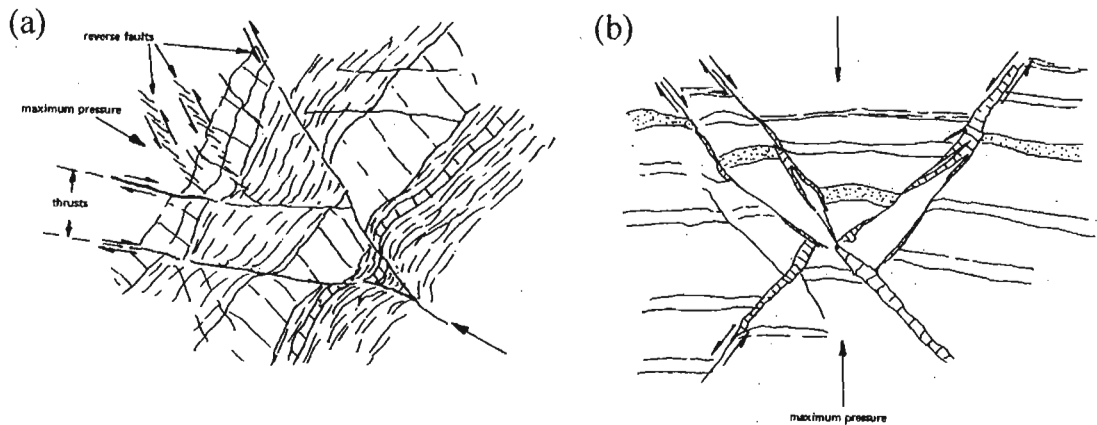 (a)
reverse faults
maximum pressure
thrusts
(b)
maximum pressure